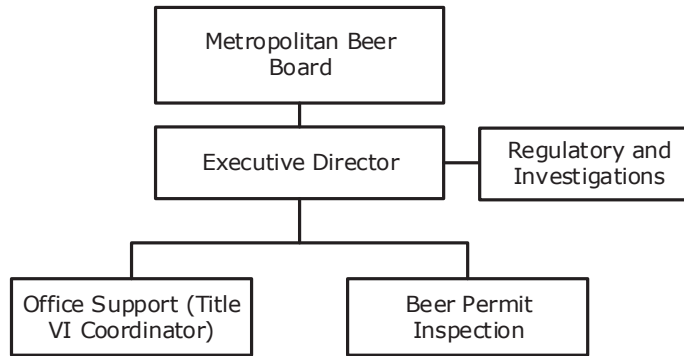 Metropolitan Beer
Board
Executive Director
Regulatory and
Investigations
Office Support (Title
VI Coordinator)
Beer Permit
Inspection